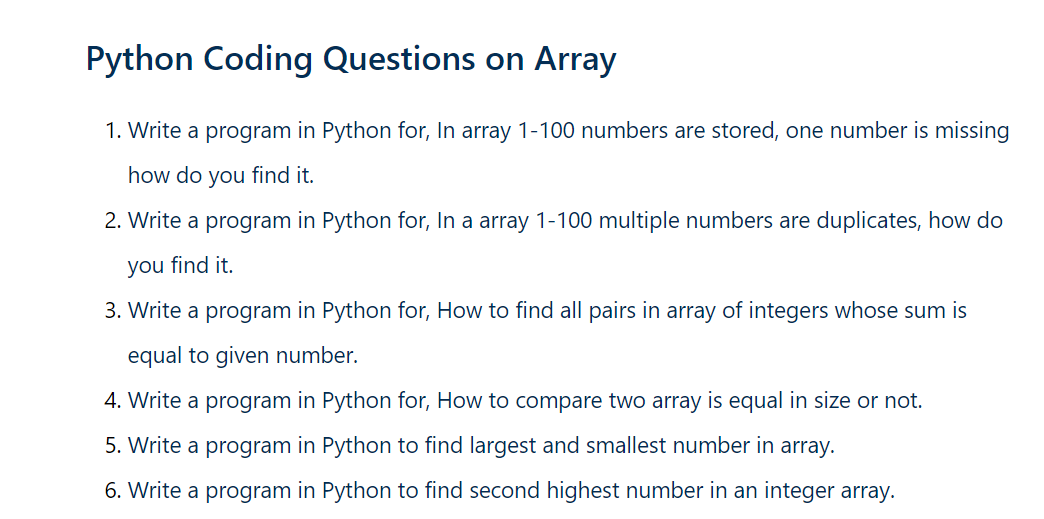 Python Coding Questions on Array
1. Write a program in Python for, In array 1-100 numbers are stored, one number is missing
how do you find it.
2. Write a program in Python for, In a array 1-100 multiple numbers are duplicates, how do
you find it.
3. Write a program in Python for, How to find all pairs in array of integers whose sum is
equal to given number.
4. Write a program in Python for, How to compare two array is equal in size or not.
5. Write a program in Python to find largest and smallest number in array.
6. Write a program in Python to find second highest number in an integer array.